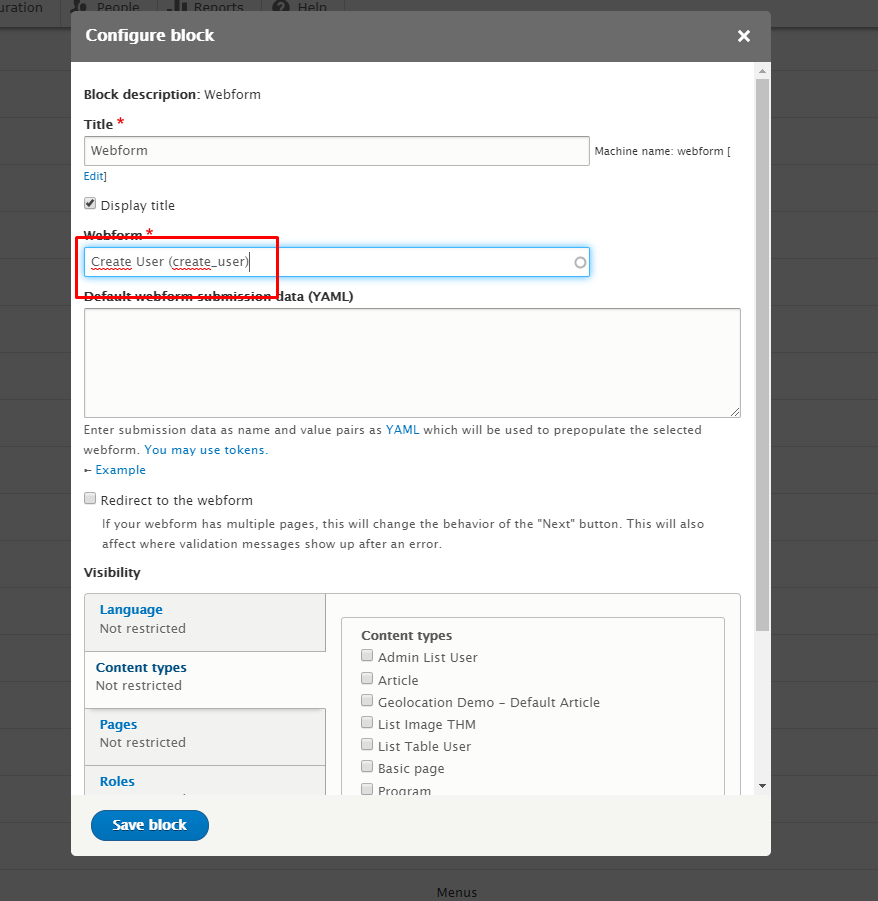 uration People Reports Help
Configure block
Block description: Webform
Title *
Webform Machine name: webform [
Edit]
Display title
Webform *
Create User (create_user)
Default webform submission data (YAML)
Enter submission data as name and value pairs as YAML which will be used to prepopulate the selected
webform. You may use tokens.
Example
Redirect to the webform
If your webform has multiple pages, this will change the behavior of the "Next" button. This will also
affect where validation messages show up after an error.
Visibility
Language
Not restricted
Content types
Not restricted
Pages
Not restricted
Roles
Content types
Admin List User
Article
Geolocation Demo - Default Article
List Image THM
List Table User
Basic page
Program
Save block
Menus